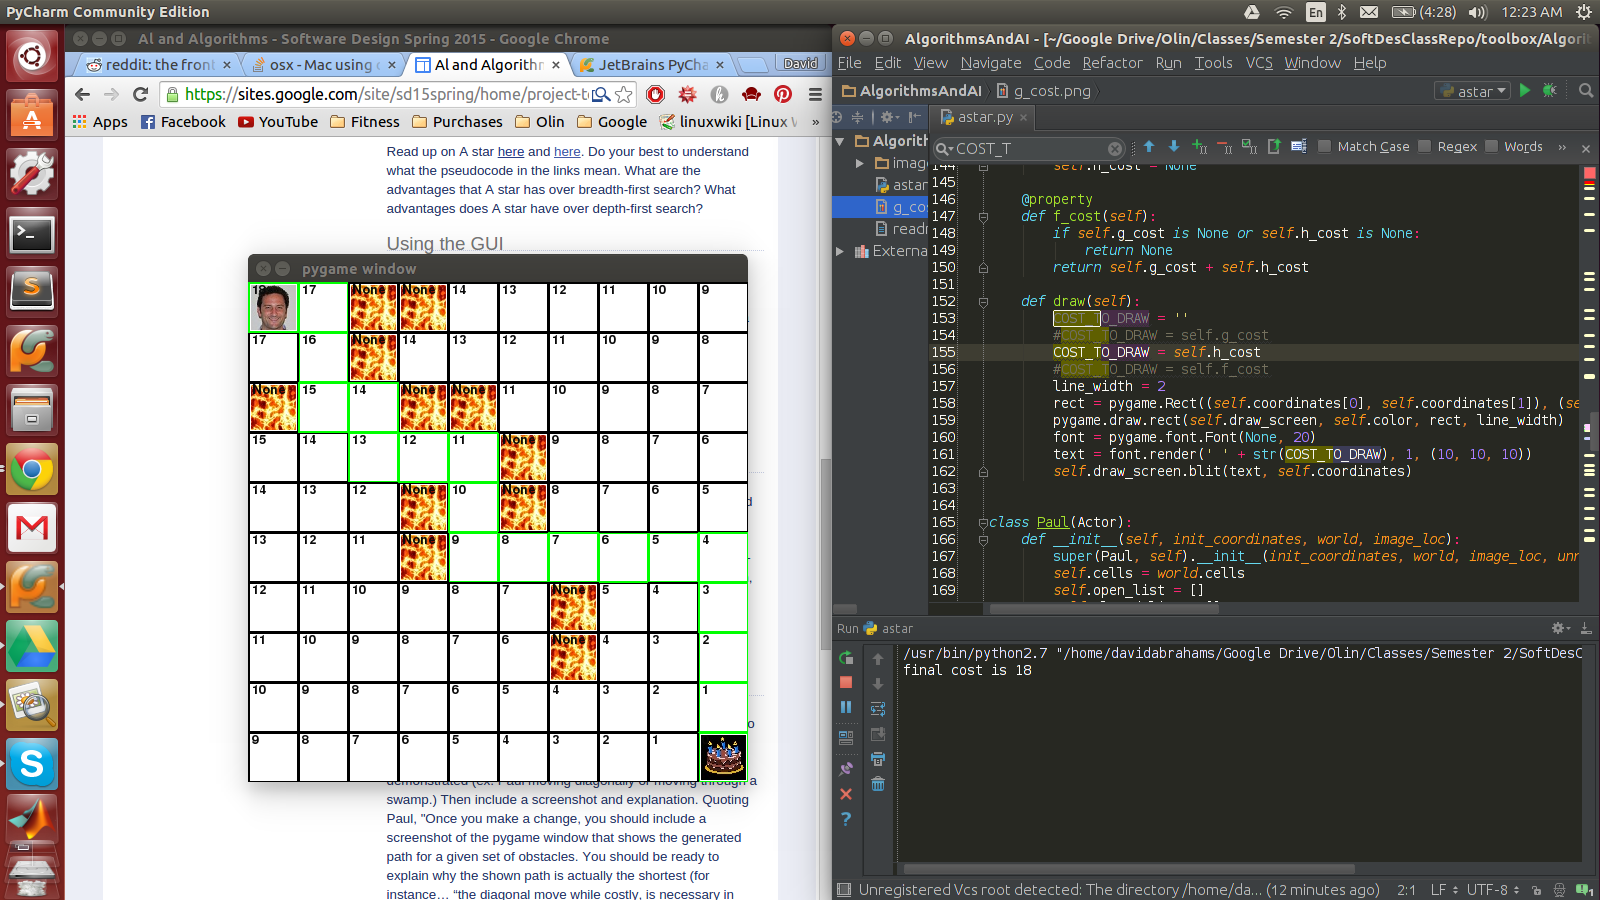 PyCharm Community Edition
En
(4:28)
12:23 AM
AI and Algorithms - Software Design Spring 2015 - Google Chrome
reddit: the front
osx - Mac using
AI and Algorithm
JetBrains PyCha
David
https://sites.google.com/site/sd15spring/home/project-t
Apps
Facebook
YouTube
Fitness
Purchases
Olin
Google
linuxwiki [Linux
»
Read up on A star here and here. Do your best to understand
what the pseudocode in the links mean. What are the
advantages that A star has over breadth-first search? What
advantages does A star have over depth-first search?
Using the GUI
pygame window
17 None None 14 13 12 11 10 9
17 16 None 14 13 12 11 10 9 8
None 15 14 None None 11 10 9 8 7
15 14 13 12 11 None 9 8 7 6
14 13 12 None 10 None 8 7 6 5
13 12 11 None 9 8 7 6 5 4
12 11 10 9 8 7 None 5 4 3
11 10 9 8 7 6 None 4 3 2
10 9 8 7 6 5 4 3 2 1
9 8 7 6 5 4 3 2 1
swamp.) Then include a screenshot and explanation. Quoting
Paul, "Once you make a change, you should include a
screenshot of the pygame window that shows the generated
path for a given set of obstacles. You should be ready to
explain why the shown path is actually the shortest (for
instance... "the diagonal move while costly, is necessary in
AlgorithmsAndAI - [~/Google Drive/Olin/Classes/Semester 2/SoftDesClassRepo/toolbox/Algorit
File Edit View Navigate Code Refactor Run Tools VCS Window Help
AlgorithmsAndAI
g_cost.png
astar
Algorith
imag
astar
g_cos
readr
Externa
astar.py
COST_T
Match Case
Regex
Words
»
144 self.h_cost = None
145
146 @property
147 def f_cost(self):
148 if self.g_cost is None or self.h_cost is None:
149 return None
150 return self.g_cost + self.h_cost
151
152 def draw(self):
153 COST_TO_DRAW = ''
154 #COST_TO_DRAW = self.g_cost
155 COST_TO_DRAW = self.h_cost
156 #COST_TO_DRAW = self.f_cost
157 line_width = 2
158 rect = pygame.Rect((self.coordinates[0], self.coordinates[1]), (se
159 pygame.draw.rect(self.draw_screen, self.color, rect, line_width)
160 font = pygame.font.Font(None, 20)
161 text = font.render(' ' + str(COST_TO_DRAW), 1, (10, 10, 10))
162 self.draw_screen.blit(text, self.coordinates)
163
164
165 class Paul(Actor):
166 def __init__(self, init_coordinates, world, image_loc):
167 super(Paul, self).__init__(init_coordinates, world, image_loc, unr
168 self.cells = world.cells
169 self.open_list = []
Run astar
/usr/bin/python2.7 "/home/davidabrahams/Google Drive/Olin/Classes/Semester 2/SoftDesC
final cost is 18
Unregistered Vcs root detected: The directory /home/da... (12 minutes ago)
2:1
LF
UTF-8
1